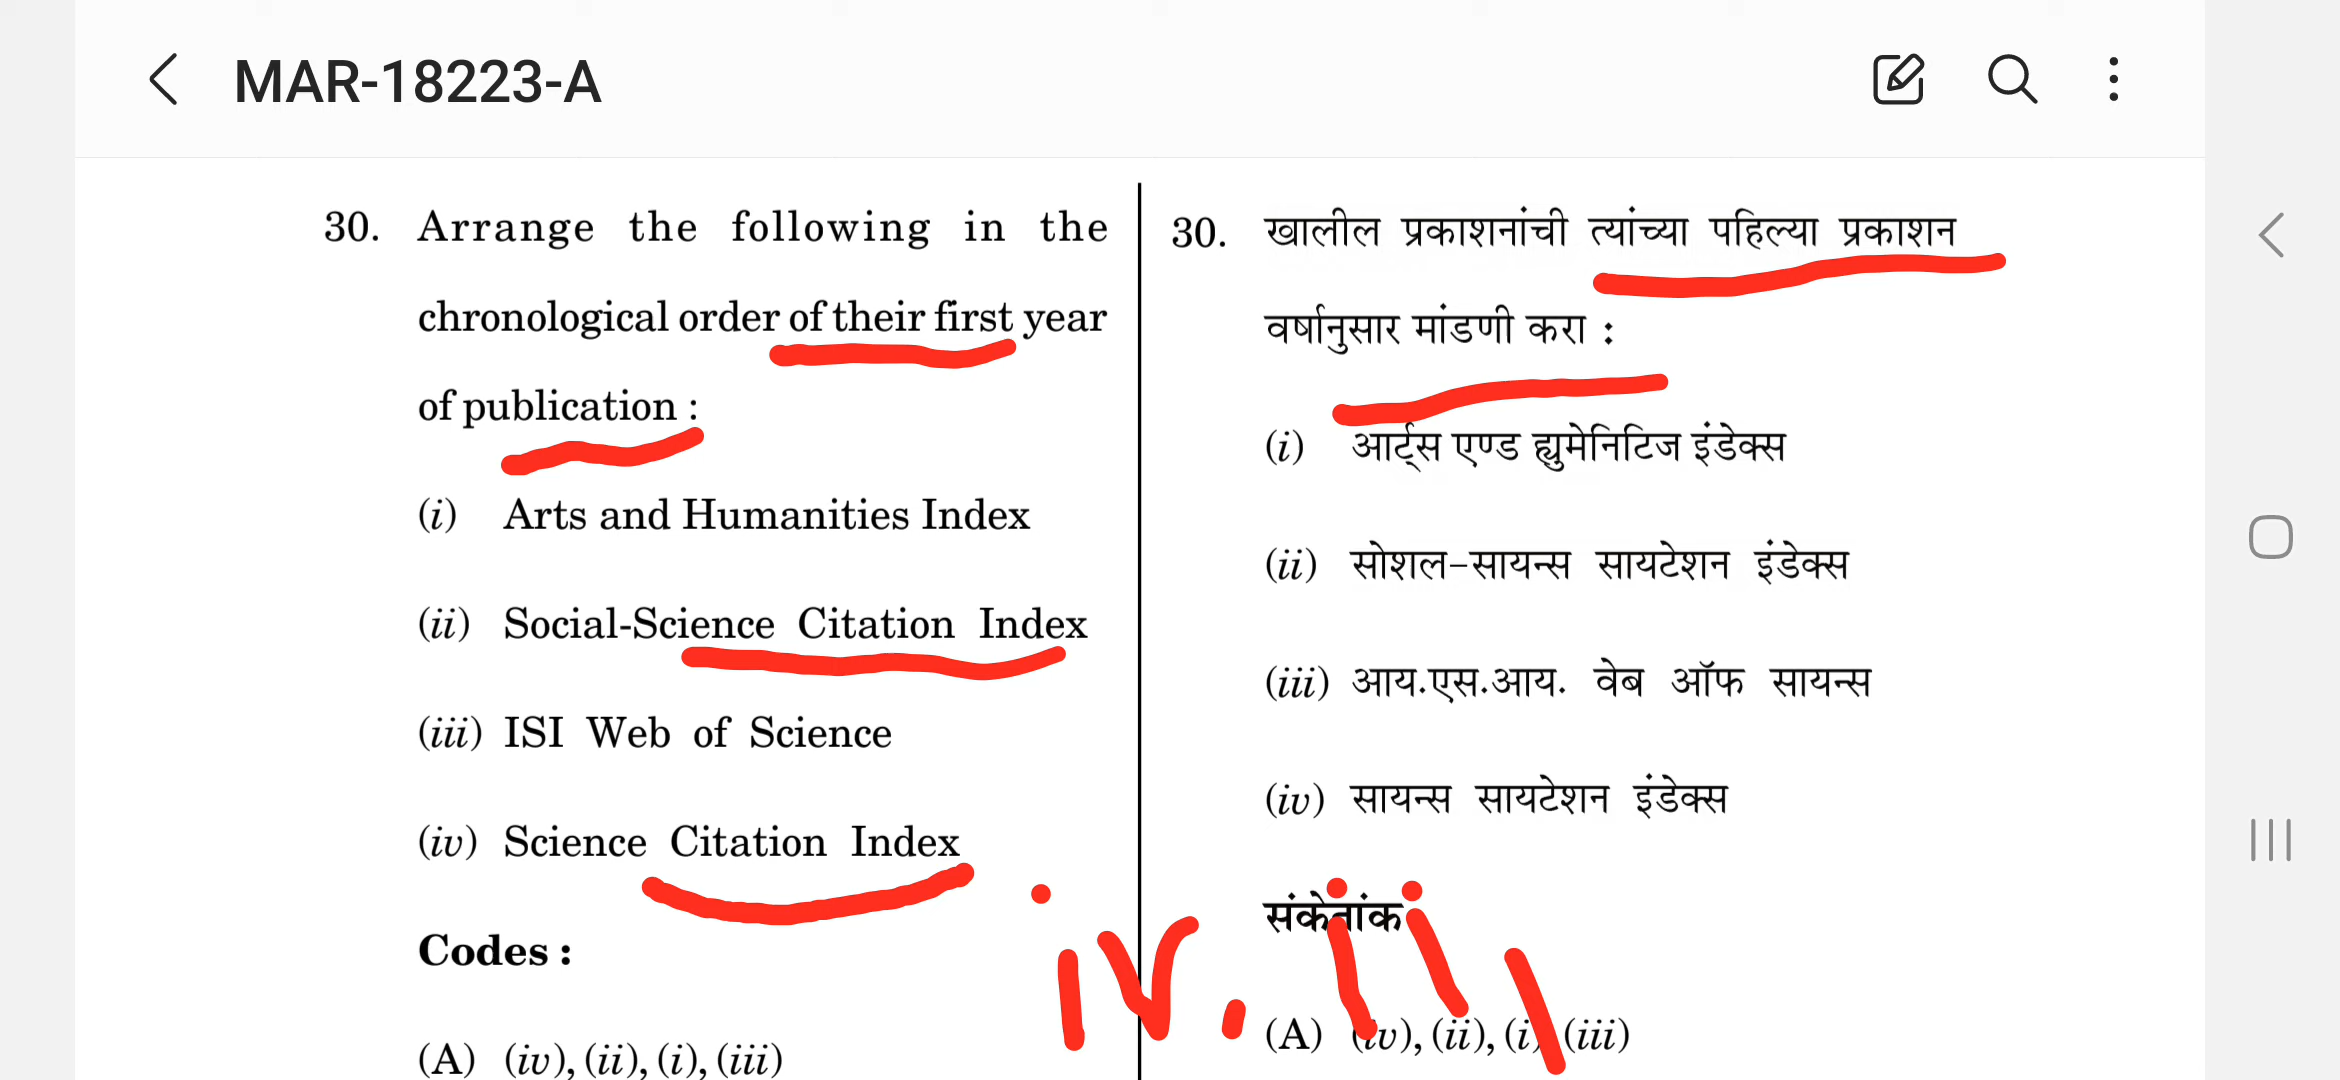 MAR-18223-A
30. Arrange the following in the
chronological order of their first year
of publication :
(i) Arts and Humanities Index
(ii) Social-Science Citation Index
(iii) ISI Web of Science
(iv) Science Citation Index
Codes :
(A) (iv), (ii), (i), (iii)
30. खालील प्रकाशनांची त्यांच्या पहिल्या प्रकाशन
वर्षानुसार मांडणी करा :
(i) आर्ट्स एण्ड ह्युमेनिटिज इंडेक्स
(ii) सोशल-सायन्स सायटेशन इंडेक्स
(iii) आय.एस.आय. वेब ऑफ सायन्स
(iv) सायन्स सायटेशन इंडेक्स
संकेतांक
(A) (iv), (ii), (i), (iii)
iv. ii